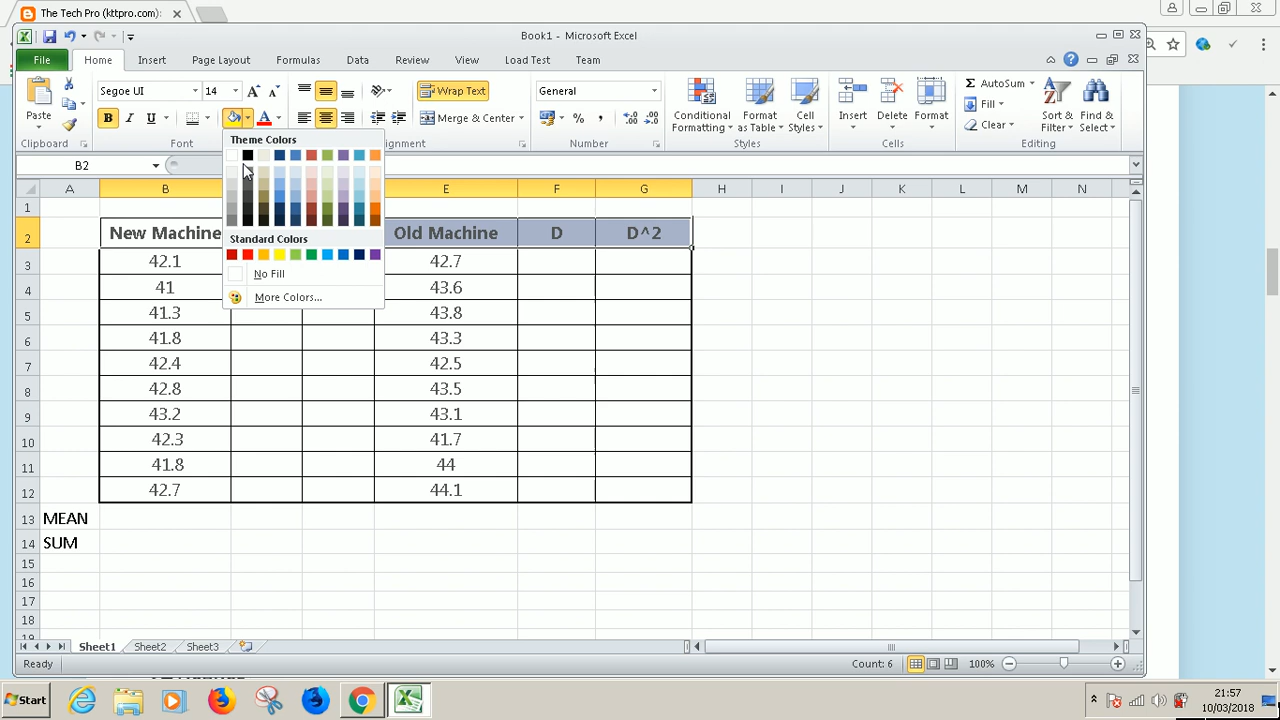 The Tech Pro (kttpro.com):
Book1 - Microsoft Excel
File Home Insert Page Layout Formulas Data Review View Load Test Team
Segoe UI 14 Wrap Text General AutoSum
Paste Conditional Formatting Format as Table Cell Styles Insert Delete Format Fill Sort & Filter Find & Select
B I U A Merge & Center % , Clear
Clipboard Font Alignment Number Styles Cells Editing
B2
Theme Colors
Standard Colors
No Fill
More Colors...
A B E F G H I J K L M N
1
2 New Machine Old Machine D D^2
3 42.1 42.7
4 41 43.6
5 41.3 43.8
6 41.8 43.3
7 42.4 42.5
8 42.8 43.5
9 43.2 43.1
10 42.3 41.7
11 41.8 44
12 42.7 44.1
13 MEAN
14 SUM
15
16
17
18
19
Sheet1 Sheet2 Sheet3
Ready Count: 6 100%
Start 21:57
10/03/2018